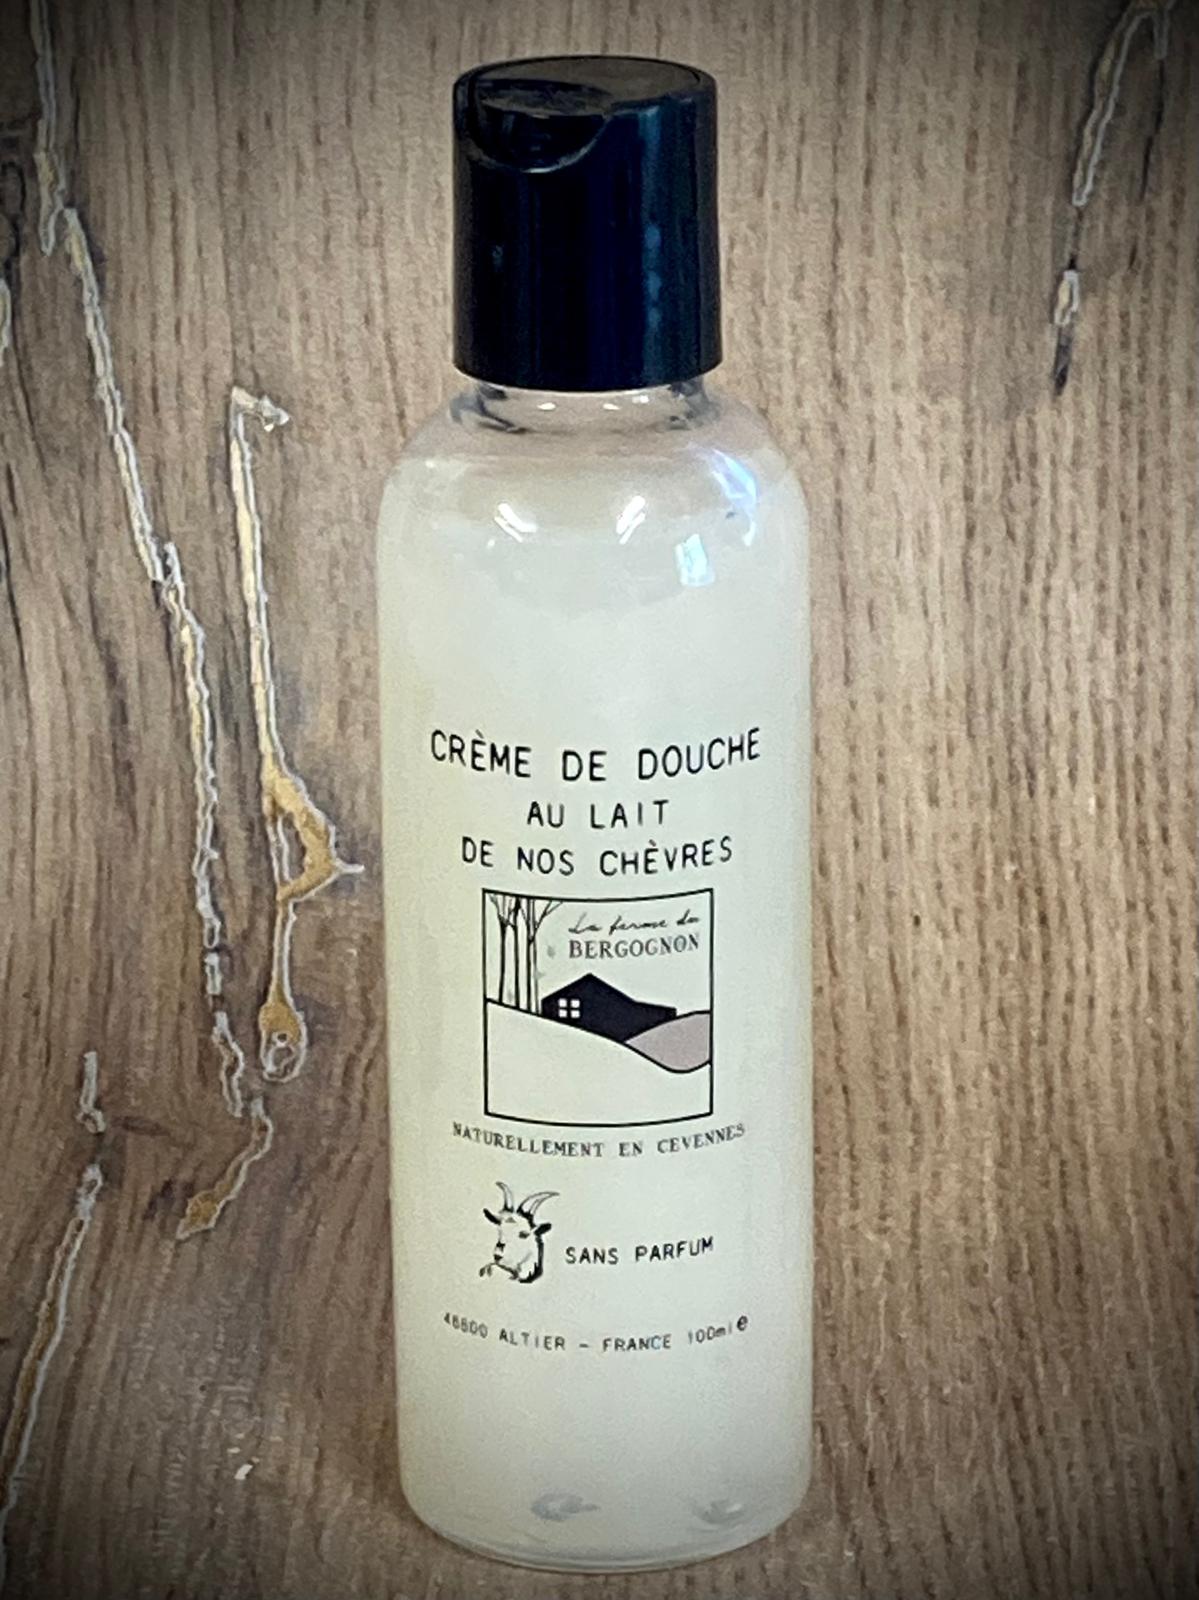 CRÈME DE DOUCHE
AU LAIT
DE NOS CHÈVRES
La ferme du
BERGOGNON
NATURELLEMENT EN CEVENNES
SANS PARFUM
48800 ALTIER - FRANCE 100ml e